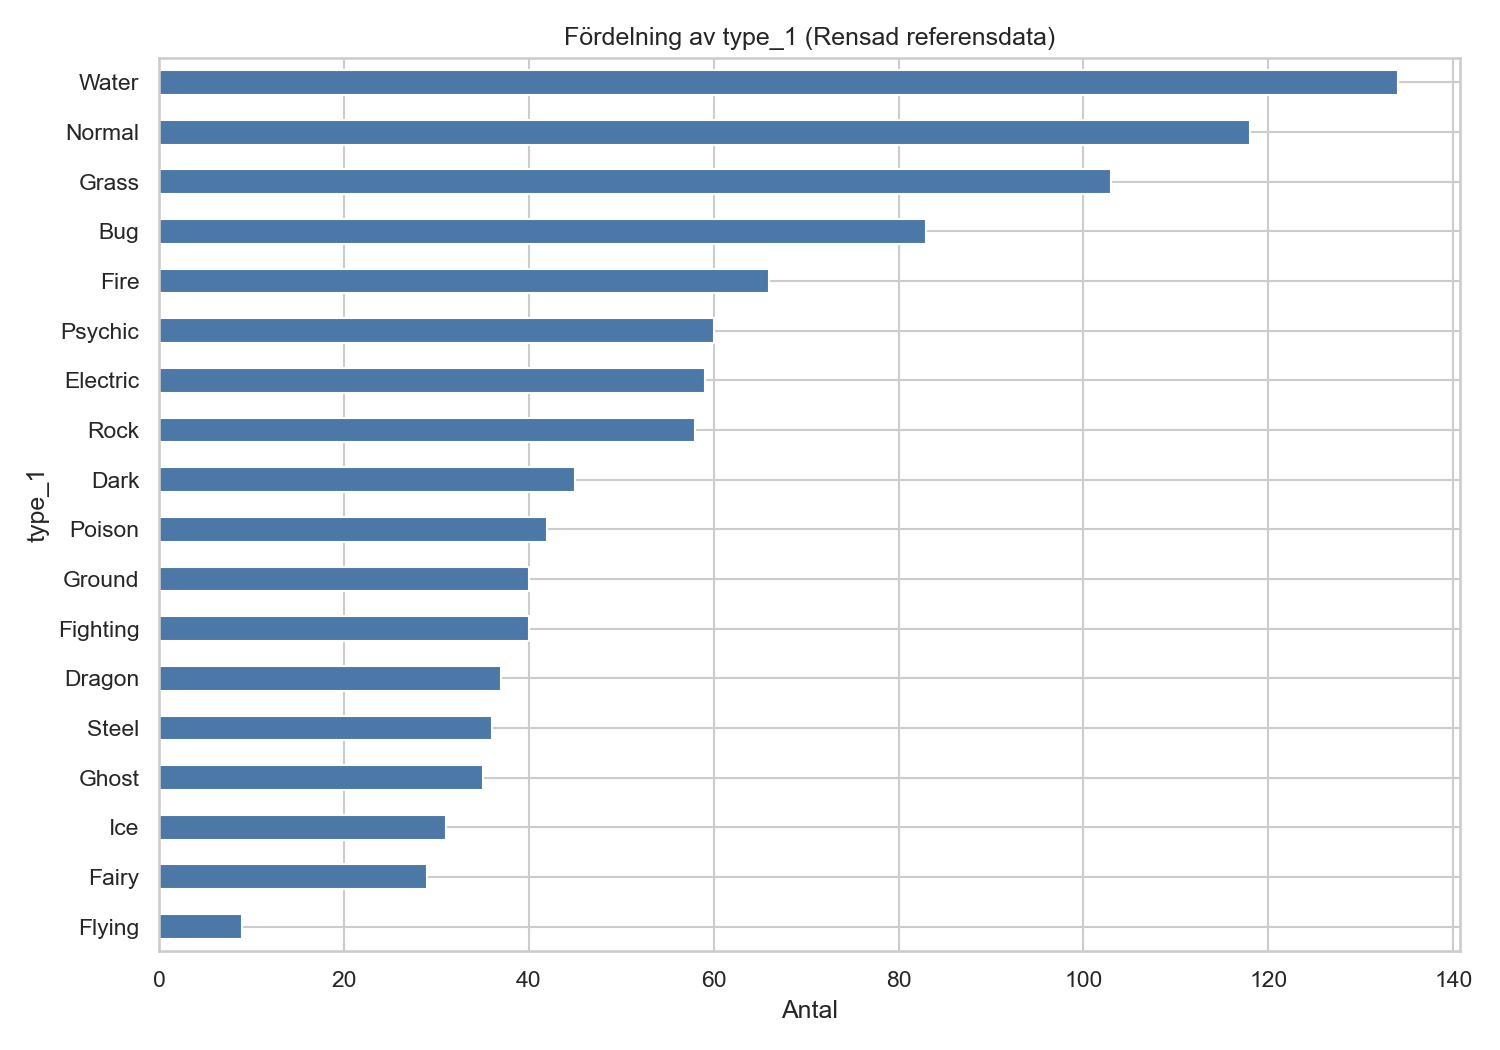 Fördelning av type_1 (Rensad referensdata)
Water
Normal
Grass
Bug
Fire
Psychic
Electric
Rock
Dark
Poison
Ground
Fighting
Dragon
Steel
Ghost
Ice
Fairy
Flying
type_1
0 20 40 60 80 100 120 140
Antal